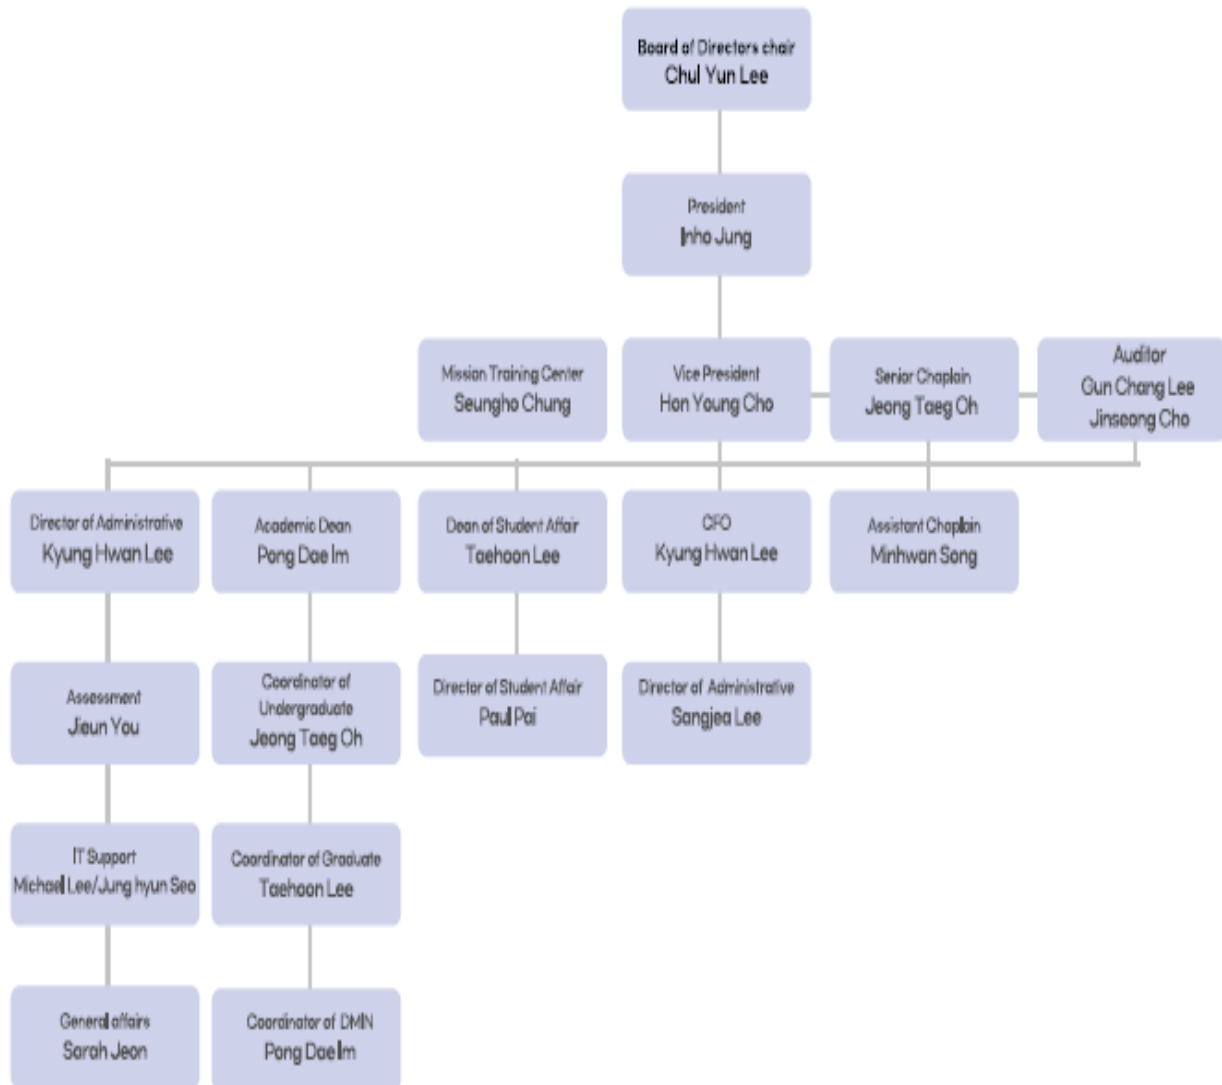 Board of Directors chair
Chul Yun Lee
President
Inho Jung
Mission Training Center
Seungho Chung
Vice President
Hon Young Cho
Senior Chaplain
Jeong Taeg Oh
Auditor
Gun Chang Lee
Jinseong Cho
Director of Administrative
Kyung Hwan Lee
Academic Dean
Pong Dae Im
Dean of Student Affair
Taehoon Lee
CFO
Kyung Hwan Lee
Assistant Chaplain
Minhwan Song
Assessment
Jieun You
Coordinator of
Undergraduate
Jeong Taeg Oh
Director of Student Affair
Paul Pai
Director of Administrative
Sangjea Lee
IT Support
Michael Lee/Jung hyun Seo
Coordinator of Graduate
Taehoon Lee
General affairs
Sarah Jeon
Coordinator of DMIN
Pong Dae Im